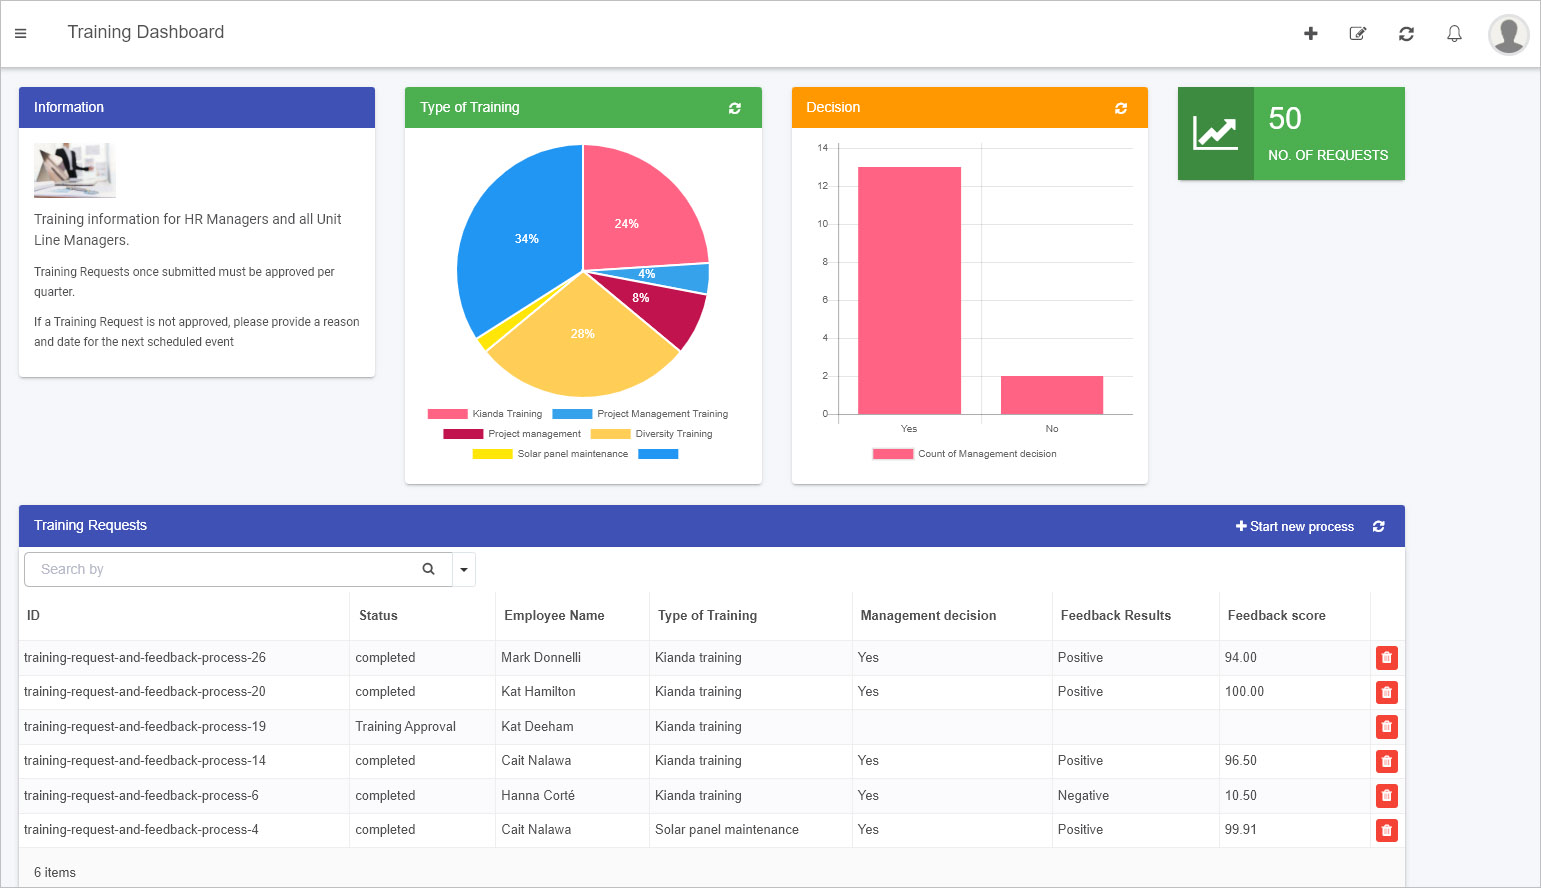 Training Dashboard
Information
Training information for HR Managers and all Unit
Line Managers.
Training Requests once submitted must be approved per
quarter.
If a Training Request is not approved, please provide a reason
and date for the next scheduled event
Type of Training
34%
24%
4%
8%
28%
Kianda Training
Project Management Training
Project management
Diversity Training
Solar panel maintenance
Decision
14
12
10
8
6
4
2
0
Yes
No
Count of Management decision
50
NO. OF REQUESTS
Training Requests
Start new process
Search by
ID Status Employee Name Type of Training Management decision Feedback Results Feedback score
training-request-and-feedback-process-26 completed Mark Donnelli Kianda training Yes Positive 94.00
training-request-and-feedback-process-20 completed Kat Hamilton Kianda training Yes Positive 100.00
training-request-and-feedback-process-19 Training Approval Kat Deeham Kianda training
training-request-and-feedback-process-14 completed Cait Nalawa Kianda training Yes Positive 96.50
training-request-and-feedback-process-6 completed Hanna Corté Kianda training Yes Negative 10.50
training-request-and-feedback-process-4 completed Cait Nalawa Solar panel maintenance Yes Positive 99.91
6 items